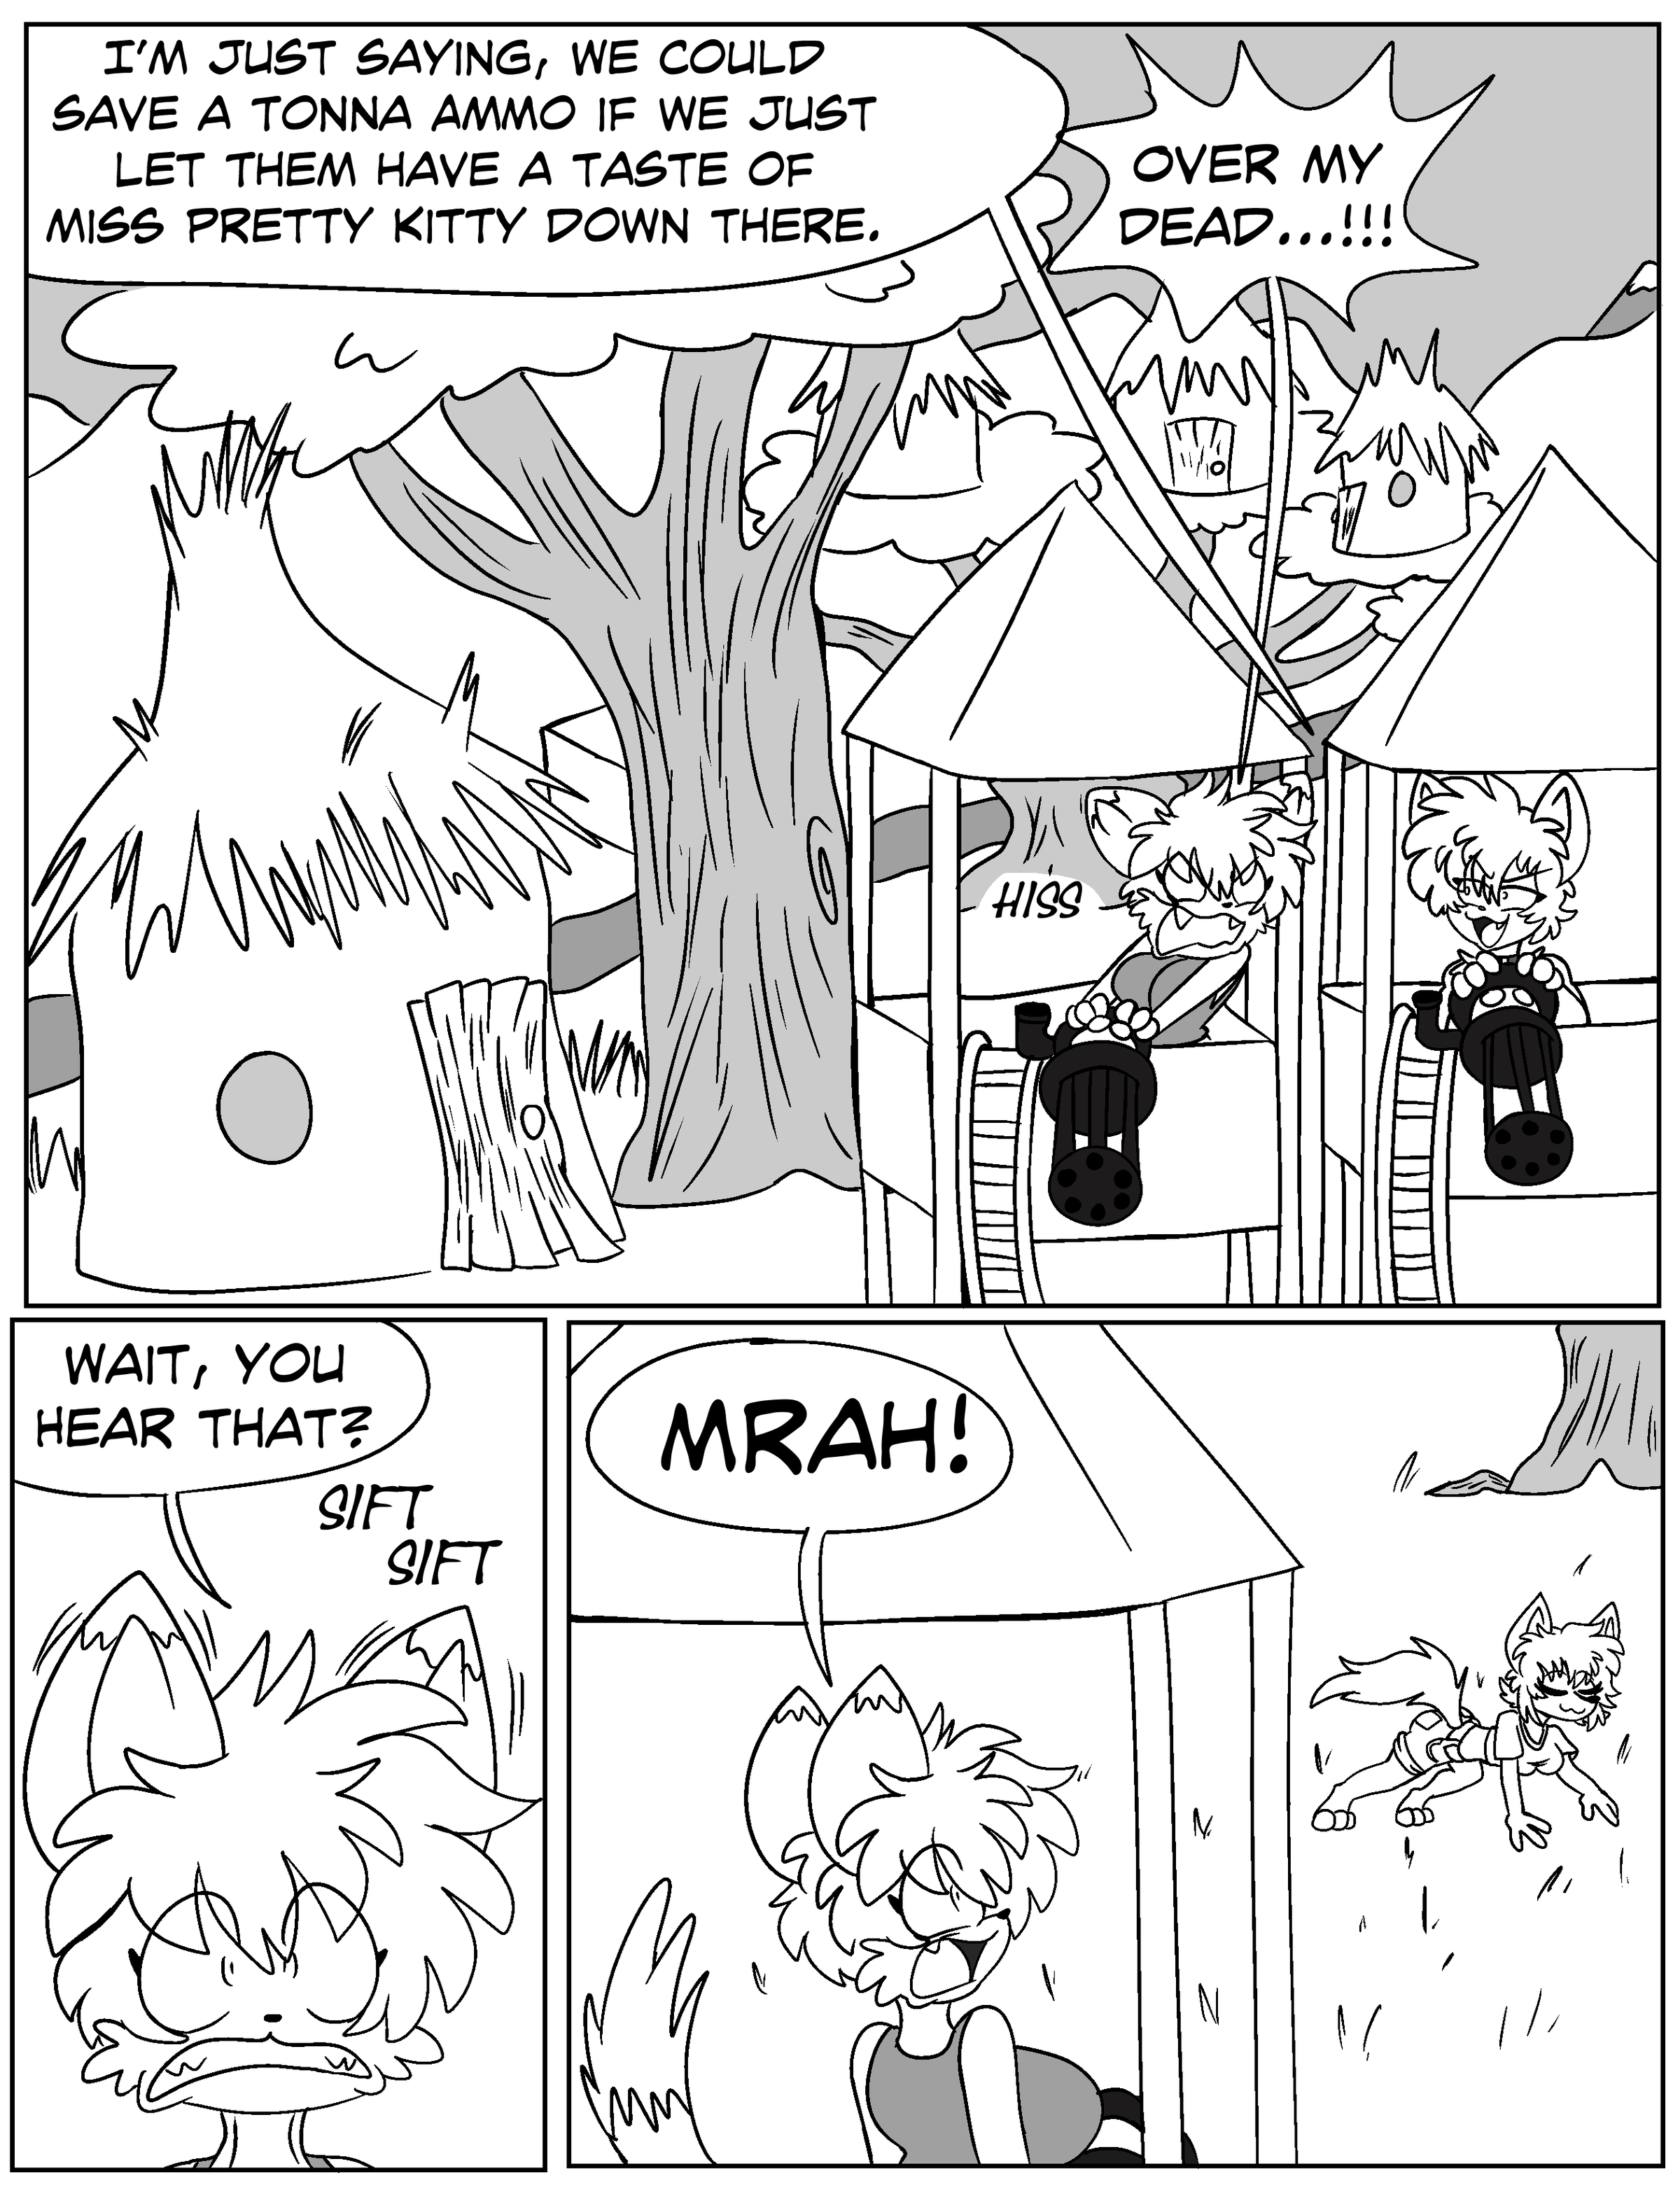 I'M JUST SAYING, WE COULD
SAVE A TONNA AMMO IF WE JUST
LET THEM HAVE A TASTE OF
MISS PRETTY KITTY DOWN THERE.
OVER MY
DEAD...!!!
HISS
WAIT, YOU
HEAR THAT?
SIFT
SIFT
MRAH!